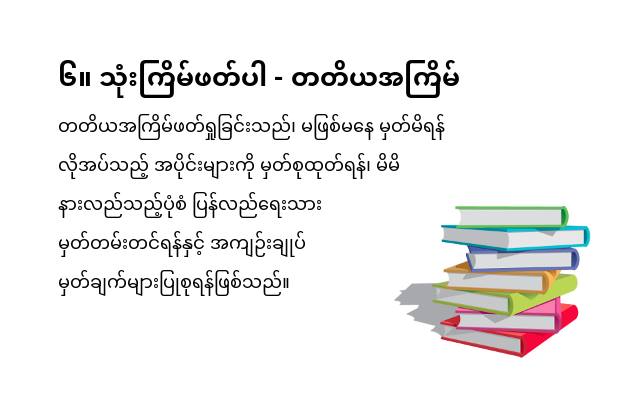 ၆။ သုံးကြိမ်ဖတ်ပါ - တတိယအကြိမ်
တတိယအကြိမ်ဖတ်ရှုခြင်းသည်၊ မဖြစ်မနေ မှတ်မိရန်
လိုအပ်သည့် အပိုင်းများကို မှတ်စုထုတ်ရန်၊ မိမိ
နားလည်သည့်ပုံစံ ပြန်လည်ရေးသား
မှတ်တမ်းတင်ရန်နှင့် အကျဉ်းချုပ်
မှတ်ချက်များပြုစုရန်ဖြစ်သည်။